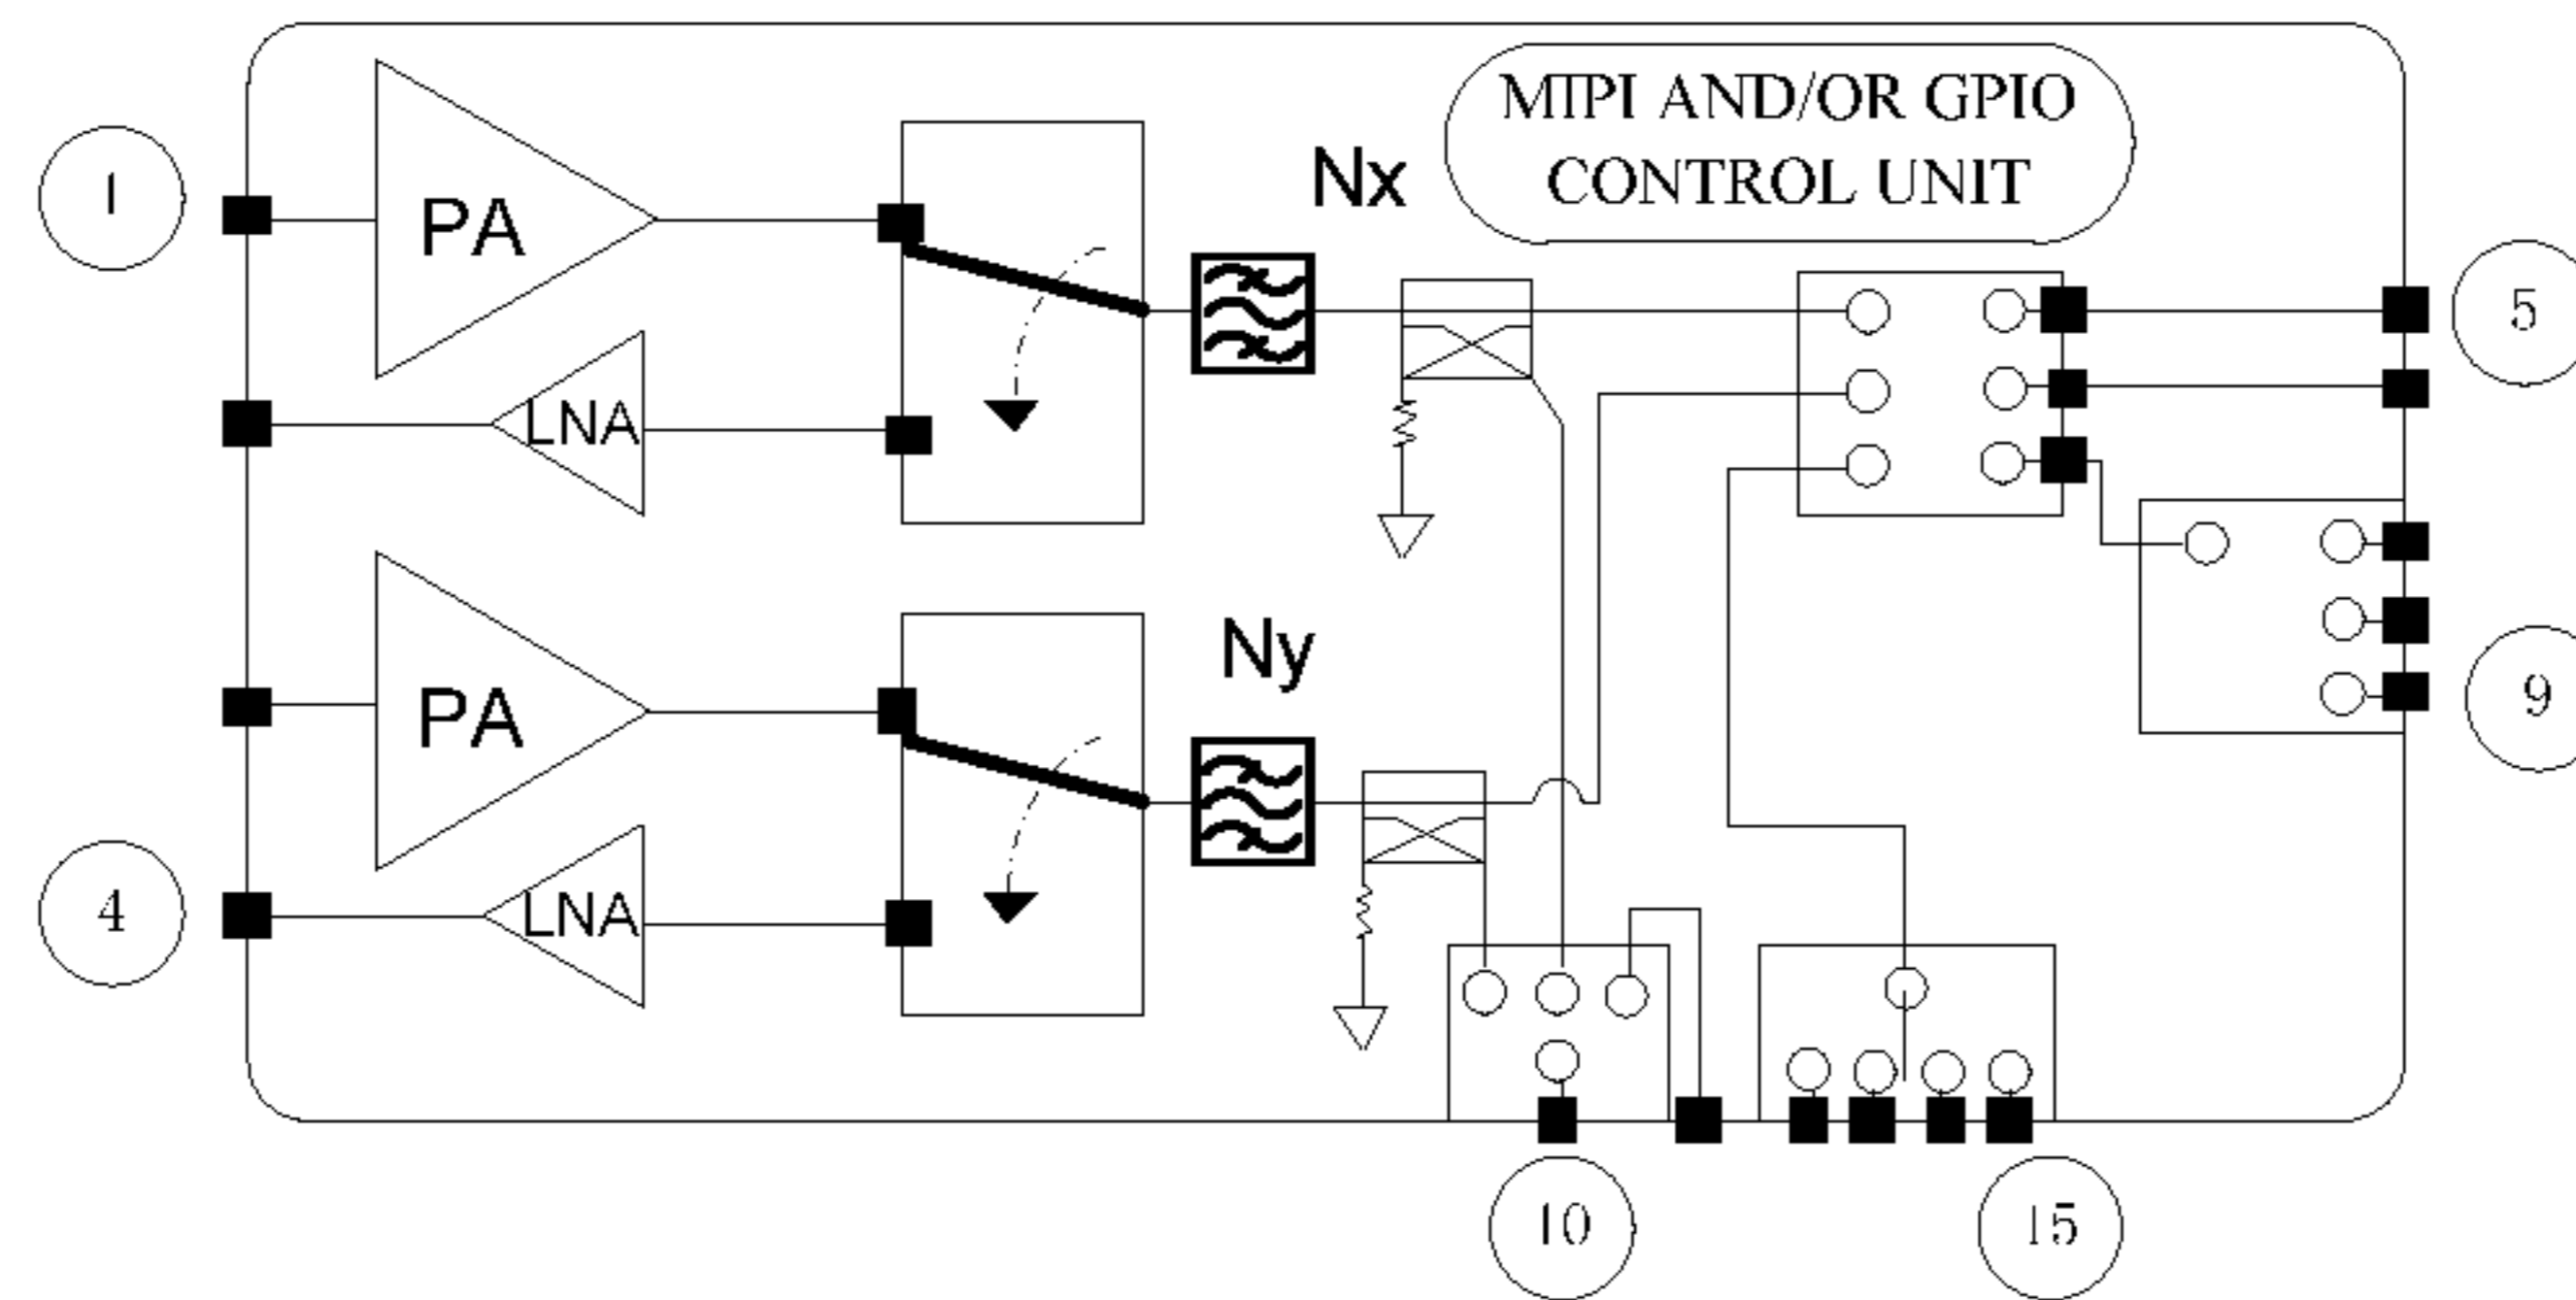 MIPI AND/OR GPIO
CONTROL UNIT
Nx
1
PA
5
LNA
Ny
9
PA
4
LNA
10
15